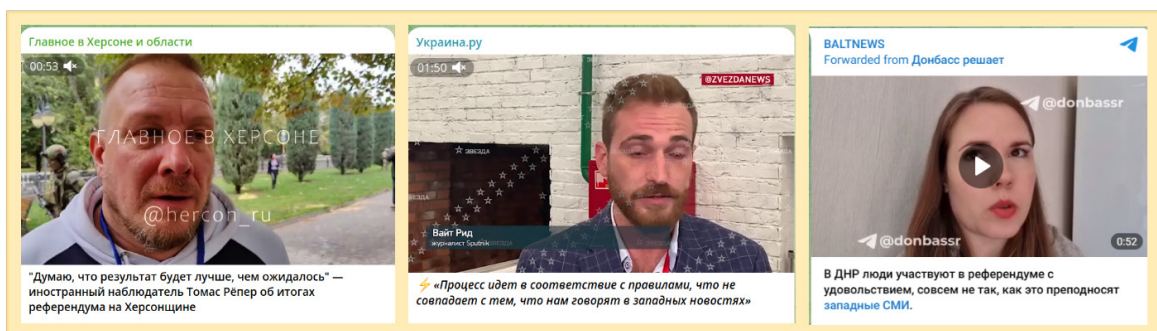 Главное в Херсоне и области
00:53
ГЛАВНОЕ В ХЕРСОНЕ
@hercon_ru
"Думаю, что результат будет лучше, чем ожидалось" —
иностранный наблюдатель Томас Рёпер об итогах
референдума на Херсонщине
Украина.ру
01:50
@ZVEZDANEWS
ЗВЕЗДА
Вайт Рид
журналист Sputnik
«Процесс идет в соответствие с правилами, что не
совпадает с тем, что нам говорят в западных новостях»
BALTNEWS
Forwarded from Донбасс решает
@donbassr
@donbassr
0:52
В ДНР люди участвуют в референдуме с
удовольствием, совсем не так, как это преподносят
западные СМИ.